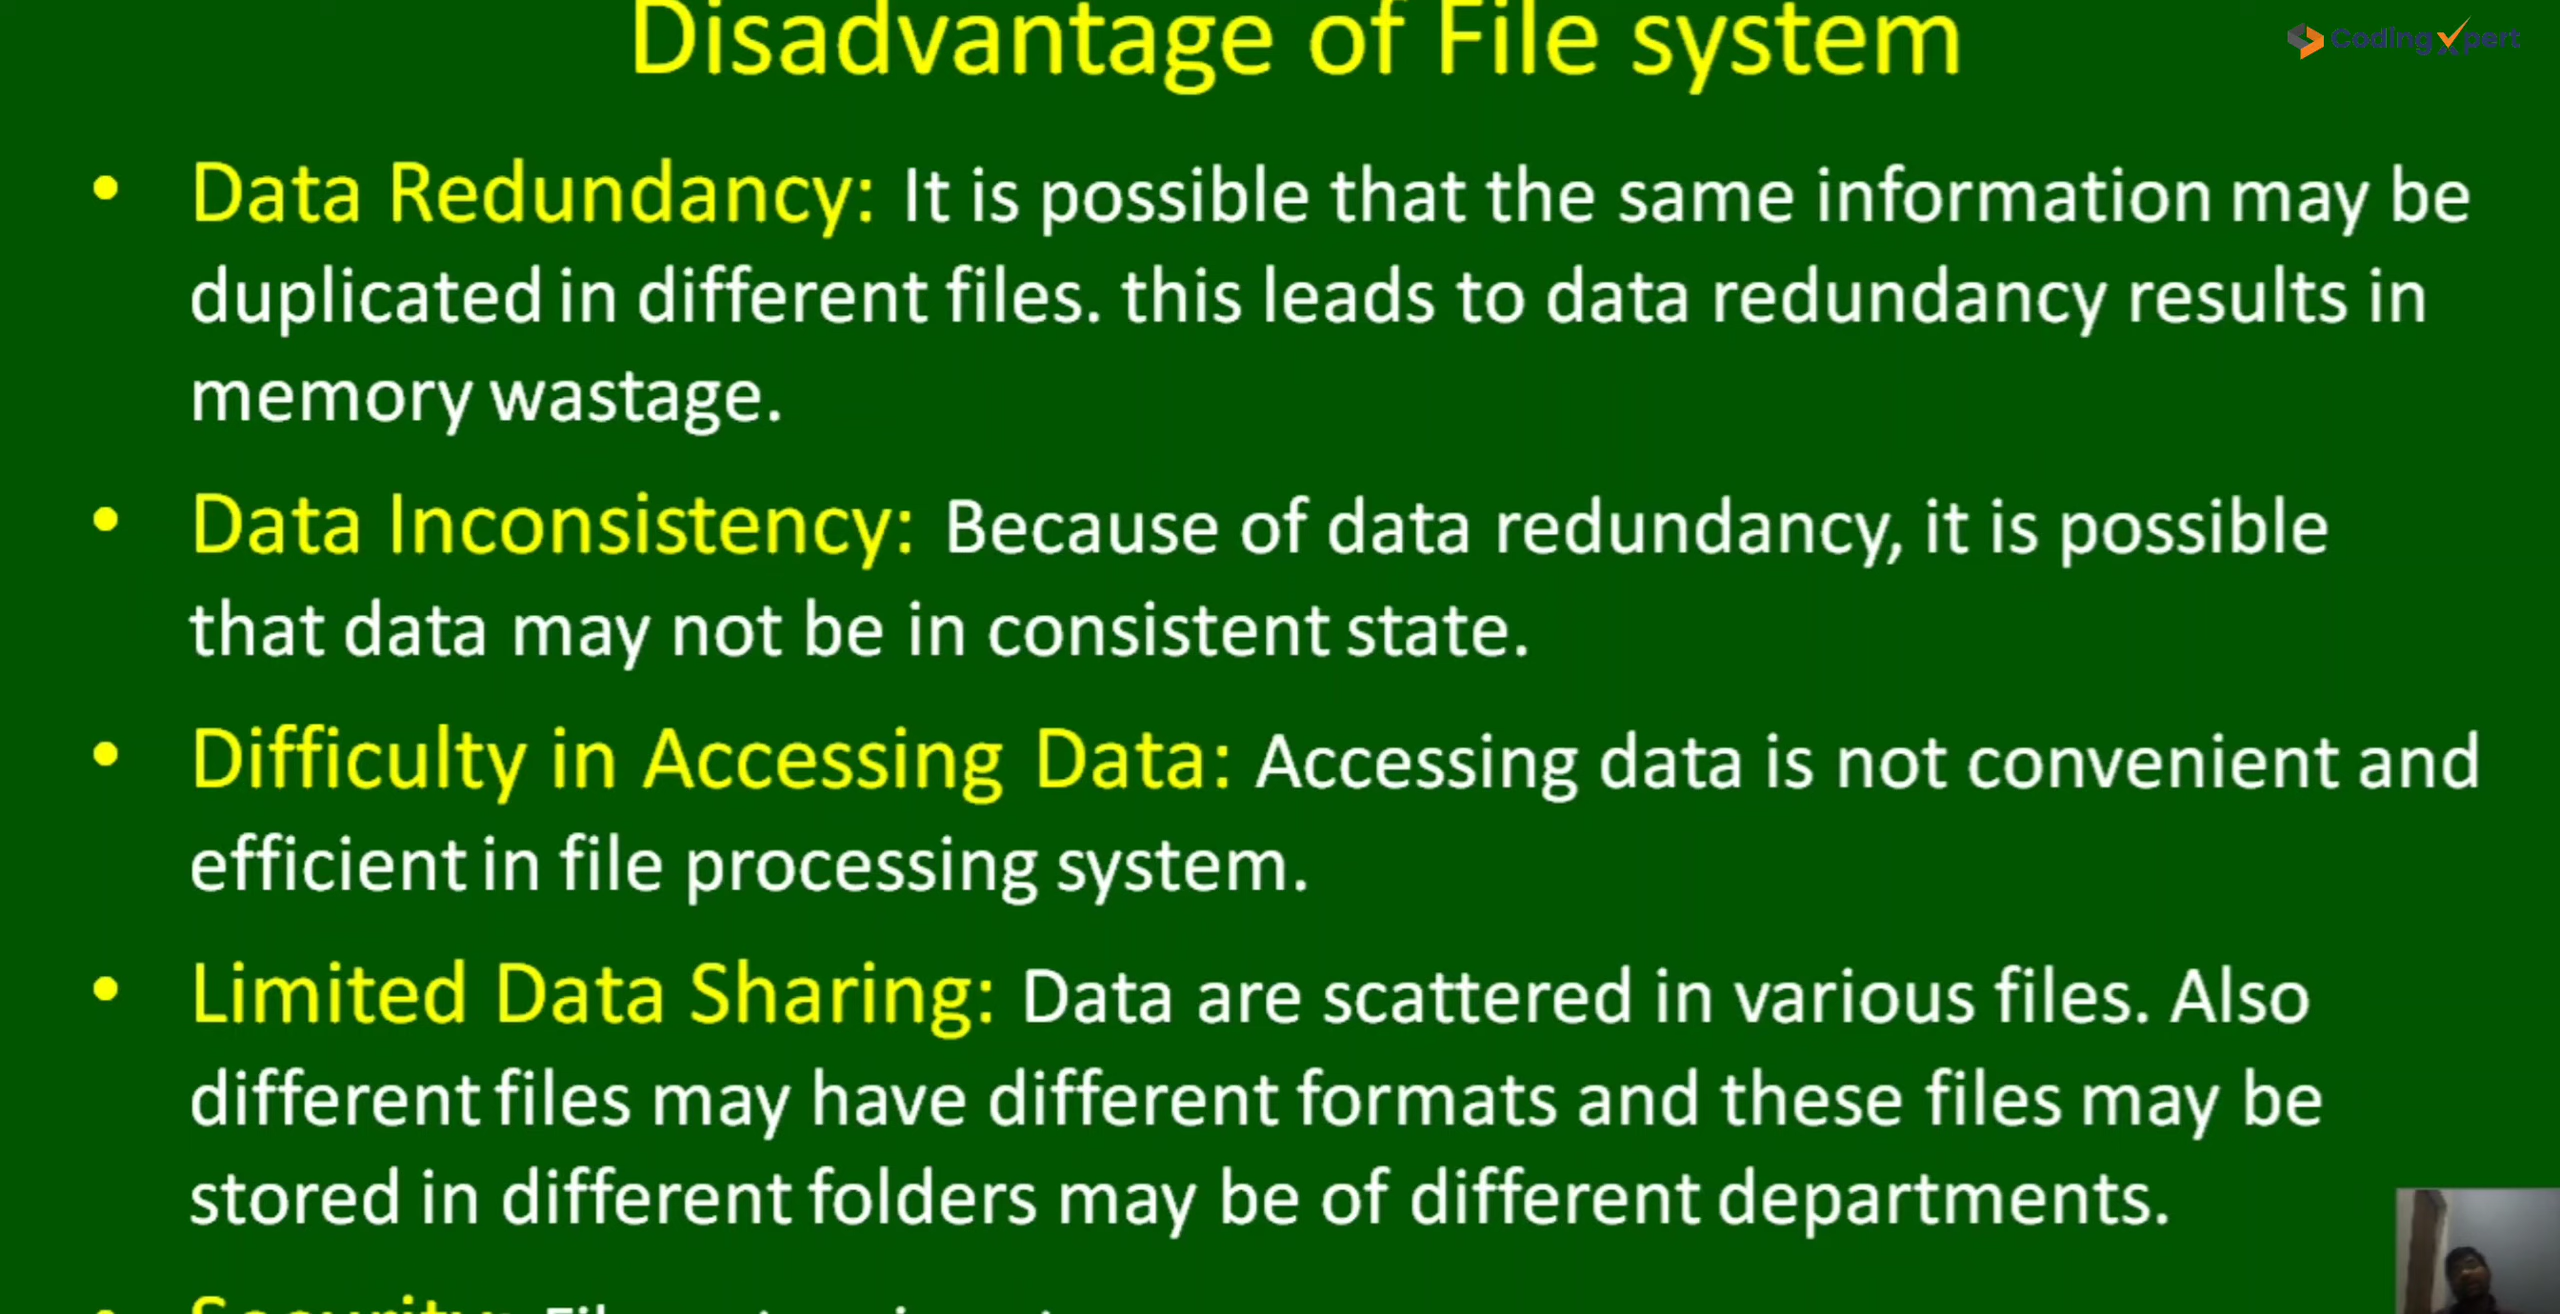 Disadvantage of File system
Coding Xpert
• Data Redundancy: It is possible that the same information may be
duplicated in different files. this leads to data redundancy results in
memory wastage.
• Data Inconsistency: Because of data redundancy, it is possible
that data may not be in consistent state.
• Difficulty in Accessing Data: Accessing data is not convenient and
efficient in file processing system.
• Limited Data Sharing: Data are scattered in various files. Also
different files may have different formats and these files may be
stored in different folders may be of different departments.
• Security: